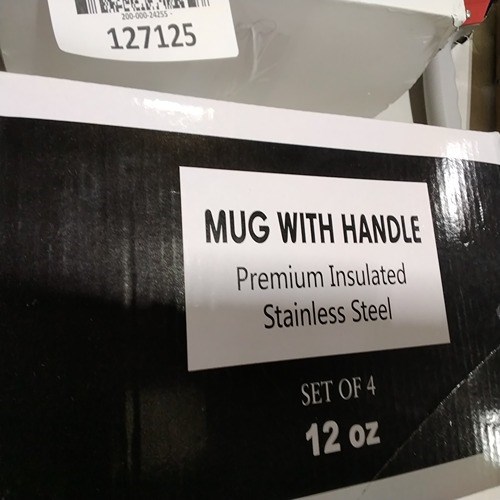 200-000-24255 -
127125
MUG WITH HANDLE
Premium Insulated
Stainless Steel
SET OF 4
12 oz